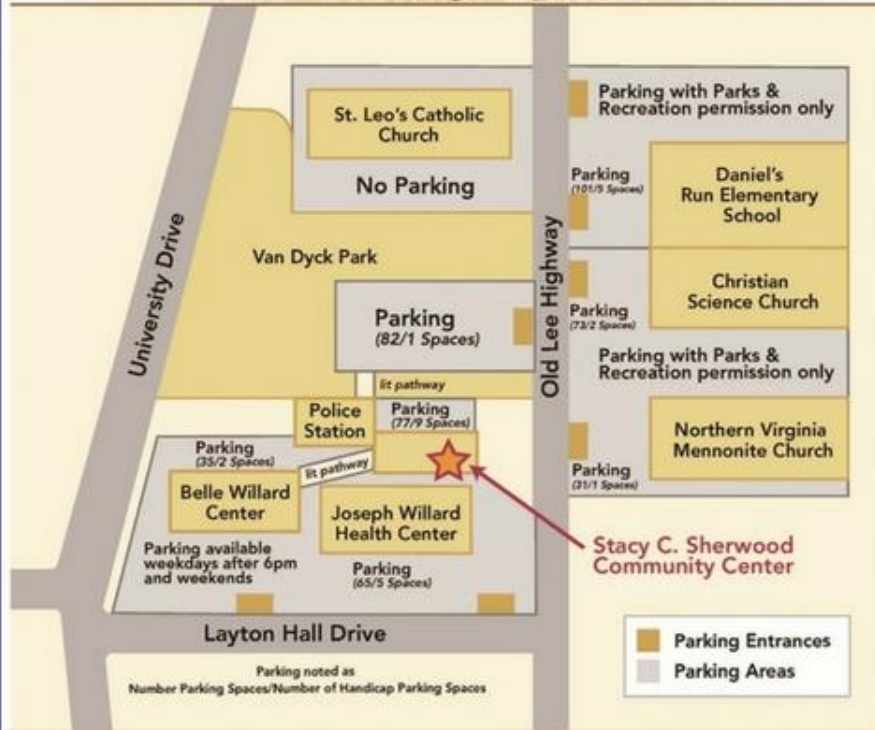 St. Leo's Catholic
Church
No Parking
Parking with Parks &
Recreation permission only
Parking
(101/5 Spaces)
Daniel's
Run Elementary
School
University Drive
Van Dyck Park
Old Lee Highway
Parking
(82/1 Spaces)
Christian
Science Church
Parking
(73/2 Spaces)
Parking with Parks &
Recreation permission only
lit pathway
Police
Station
Parking
(77/9 Spaces)
Northern Virginia
Mennonite Church
Parking
(31/1 Spaces)
Parking
(35/2 Spaces)
lit pathway
Belle Willard
Center
Joseph Willard
Health Center
Parking available
weekdays after 6pm
and weekends
Parking
(65/5 Spaces)
Stacy C. Sherwood
Community Center
Layton Hall Drive
Parking Entrances
Parking Areas
Parking noted as
Number Parking Spaces/Number of Handicap Parking Spaces